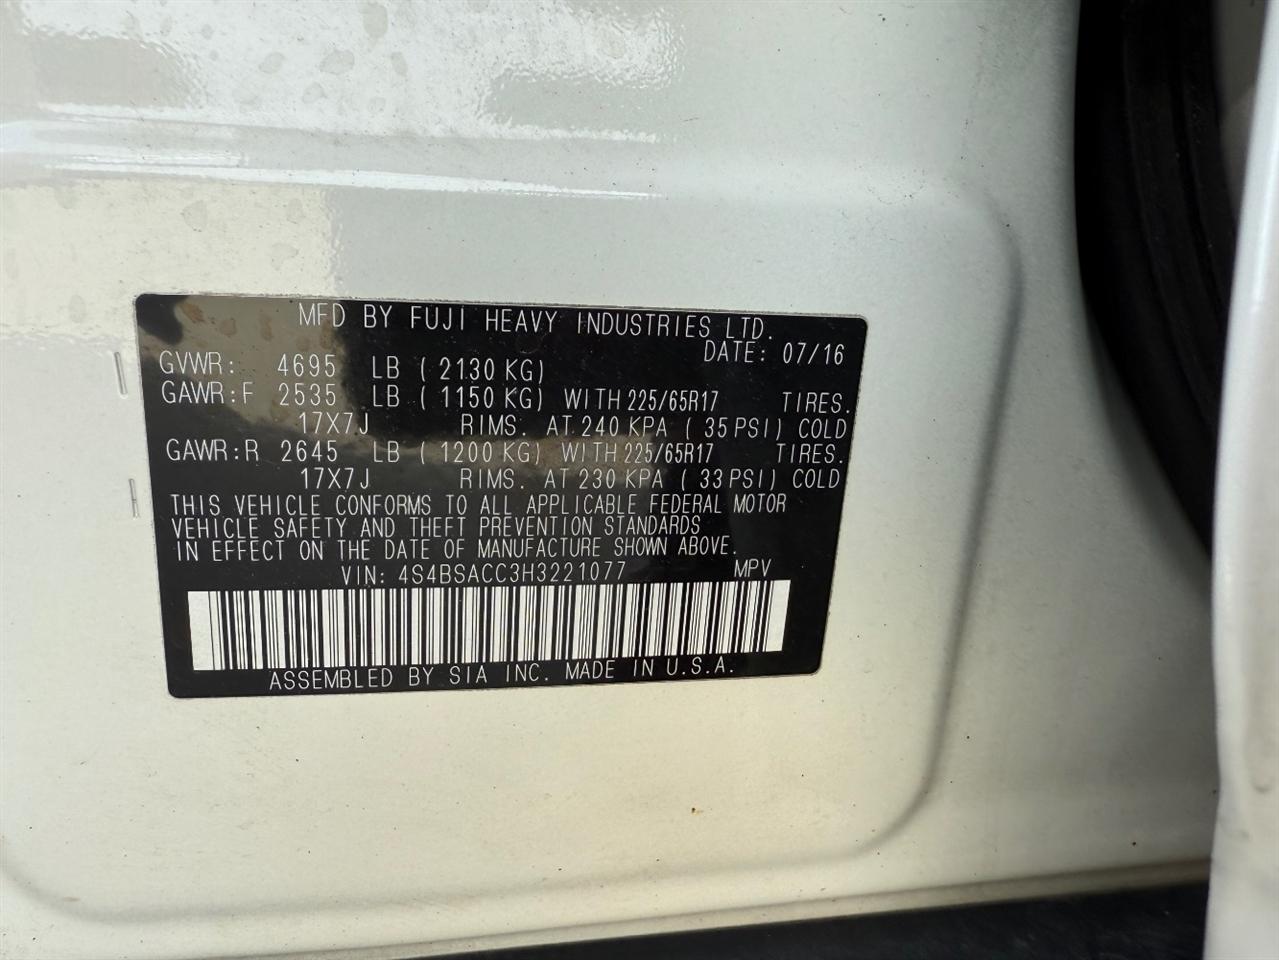 MFD BY FUJI HEAVY INDUSTRIES LTD.
DATE: 07/16
GVWR: 4695 LB ( 2130 KG)
GAWR:F 2535 LB ( 1150 KG) WITH 225/65R17 TIRES.
17X7J RIMS. AT 240 KPA ( 35 PSI) COLD
GAWR:R 2645 LB ( 1200 KG) WITH 225/65R17 TIRES.
17X7J RIMS. AT 230 KPA ( 33 PSI) COLD
THIS VEHICLE CONFORMS TO ALL APPLICABLE FEDERAL MOTOR
VEHICLE SAFETY AND THEFT PREVENTION STANDARDS
IN EFFECT ON THE DATE OF MANUFACTURE SHOWN ABOVE.
VIN: 4S4BSACC3H3221077 MPV
ASSEMBLED BY SIA INC. MADE IN U.S.A.